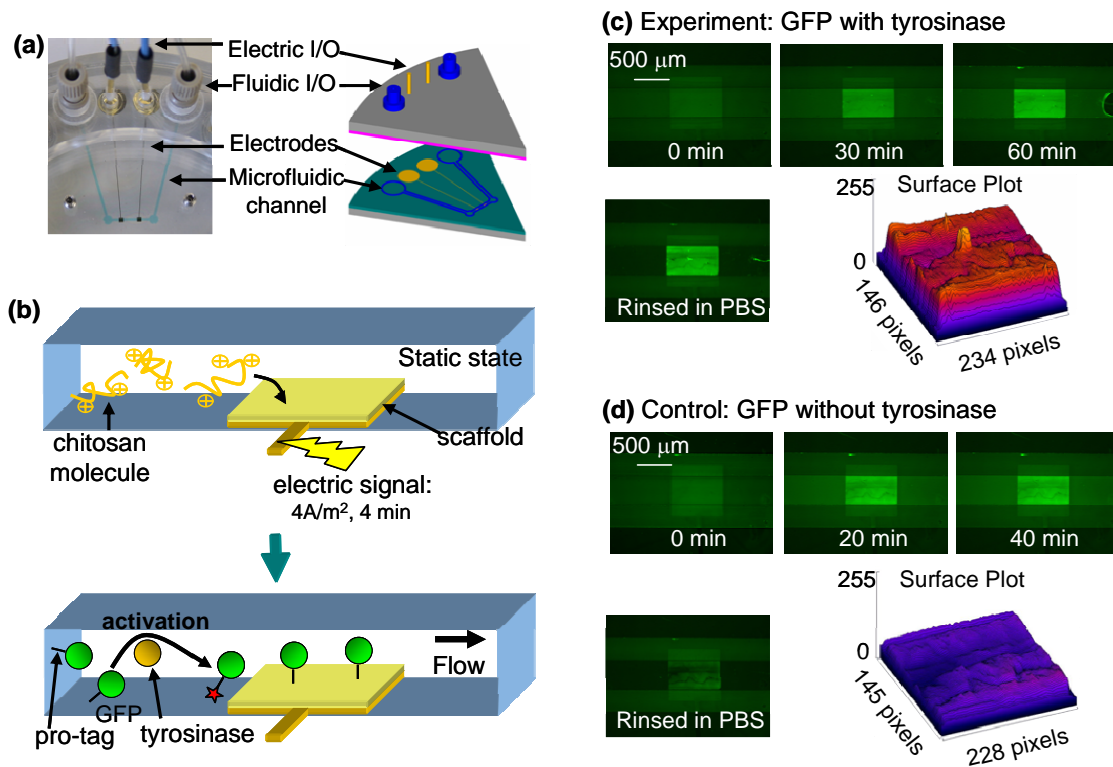 (a)
Electric I/O
Fluidic I/O
Electrodes
Microfluidic
channel
(b)
Static state
chitosan
molecule
scaffold
electric signal:
4A/m², 4 min
activation
Flow
GFP
pro-tag
tyrosinase
(c) Experiment: GFP with tyrosinase
500 μm
0 min
30 min
60 min
255
Surface Plot
0
Rinsed in PBS
146 pixels
234 pixels
(d) Control: GFP without tyrosinase
500 μm
0 min
20 min
40 min
255
Surface Plot
0
Rinsed in PBS
145 pixels
228 pixels